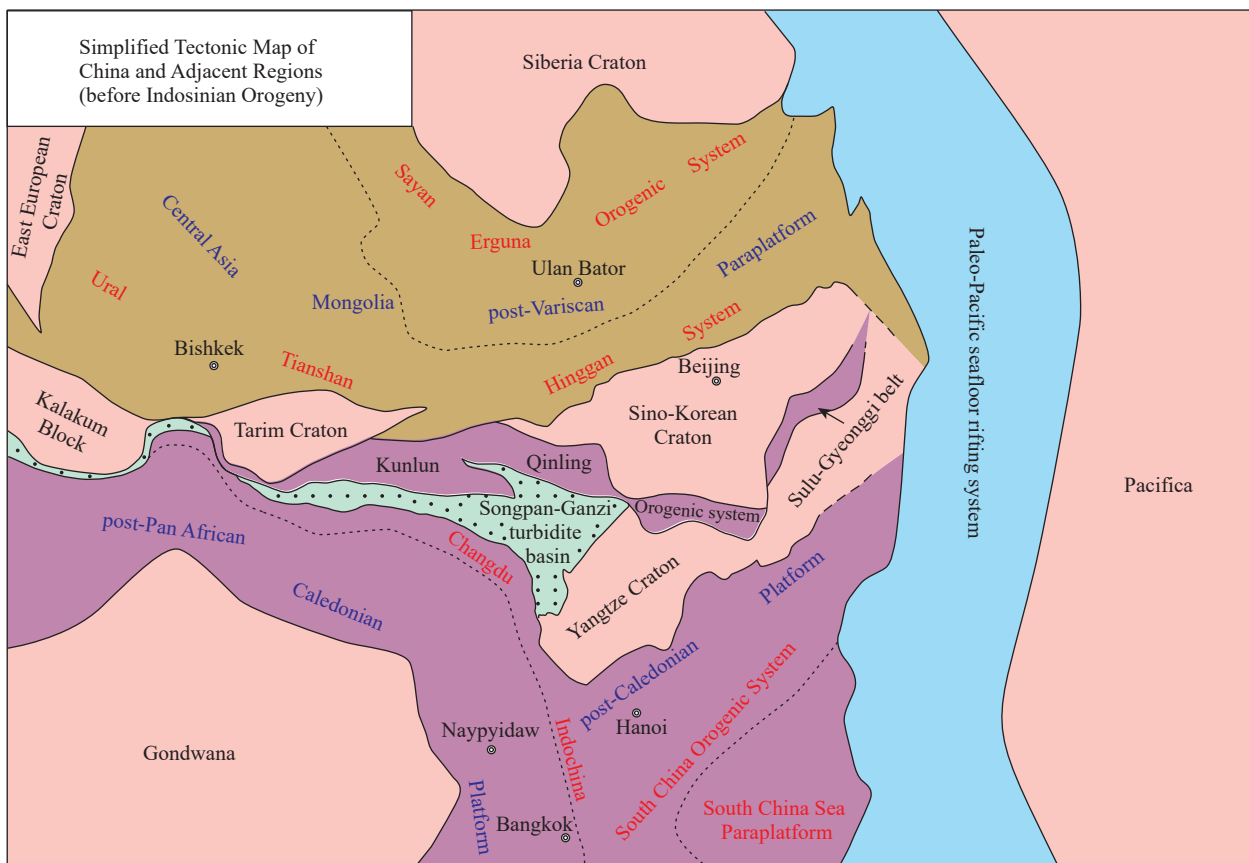 Simplified Tectonic Map of
China and Adjacent Regions
(before Indosinian Orogeny)
Siberia Craton
East European
Craton
Sayan
Orogenic System
Central Asia
Erguna
Paraplatform
Ulan Bator
Ural
Mongolia
post-Variscan
System
Bishkek
Tianshan
Hinggan
Beijing
Kalakum
Block
Tarim Craton
Sino-Korean
Craton
Sulu-Gyeonggi belt
Paleo-Pacific seafloor rifting system
Pacifica
Kunlun
Qinling
Orogenic system
Songpan-Ganzi
turbidite
basin
post-Pan African
Changdu
Caledonian
Yangtze Craton
Platform
post-Caledonian
Hanoi
Naypyidaw
Indochina
South China Orogenic System
Gondwana
Platform
Bangkok
South China Sea
Paraplatform